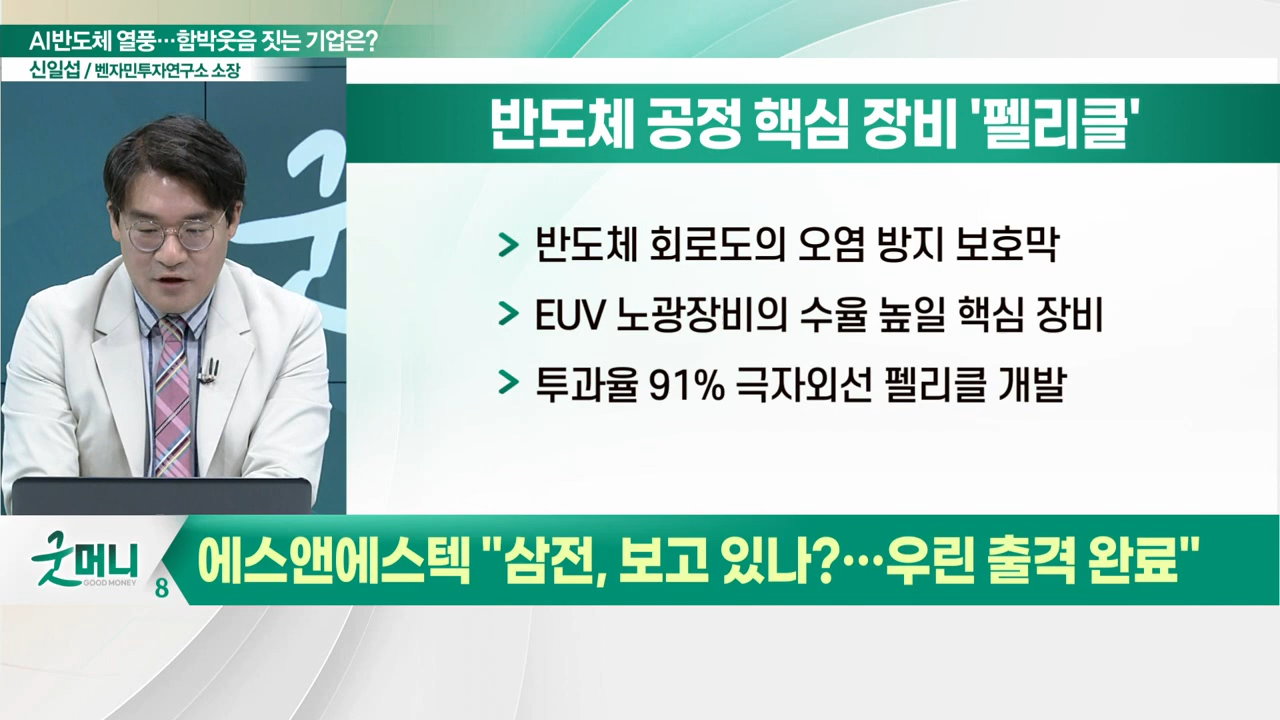 AI반도체 열풍…함박웃음 짓는 기업은?
신일섭 / 벤자민투자연구소 소장
반도체 공정 핵심 장비 '펠리클'
> 반도체 회로도의 오염 방지 보호막
> EUV 노광장비의 수율 높일 핵심 장비
> 투과율 91% 극자외선 펠리클 개발
굿머니
GOOD MONEY
8
에스앤에스텍 "삼전, 보고 있나?…우린 출격 완료"